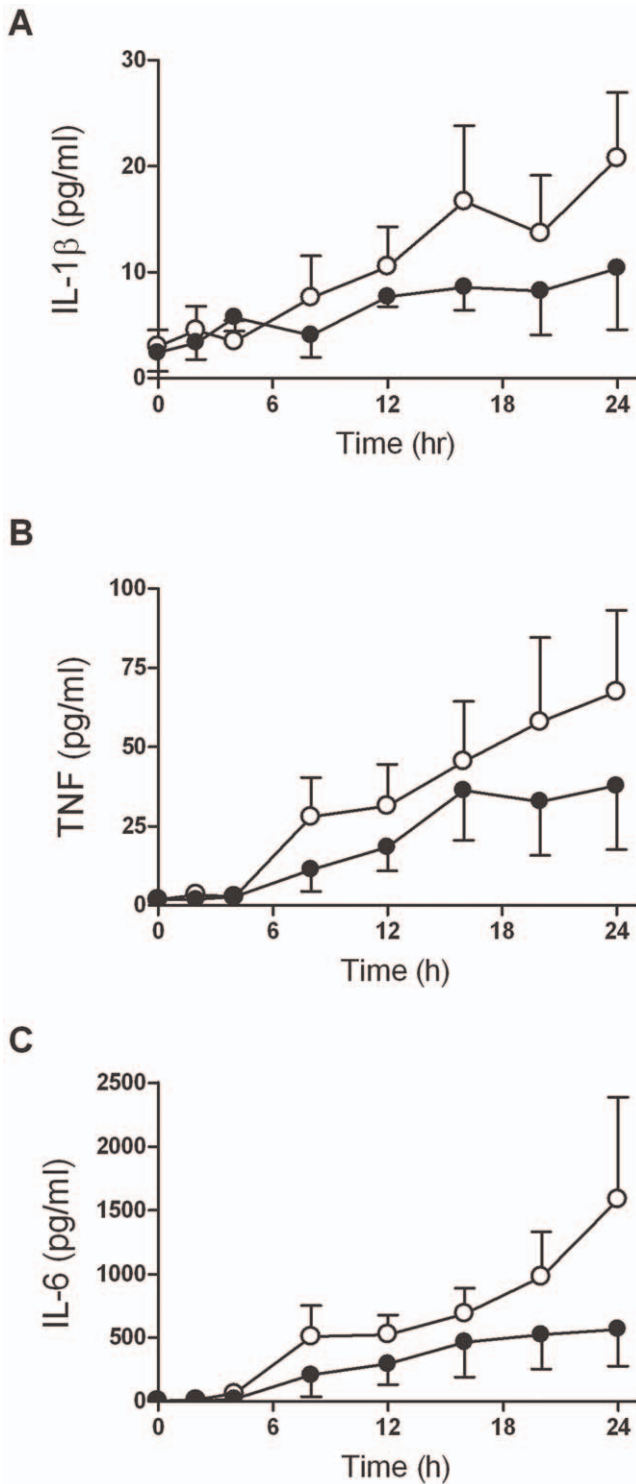 A
30
20
10
0
IL-1β (pg/ml)
0 6 12 18 24
Time (hr)
B
100
75
50
25
0
TNF (pg/ml)
0 6 12 18 24
Time (h)
C
2500
2000
1500
1000
500
0
IL-6 (pg/ml)
0 6 12 18 24
Time (h)